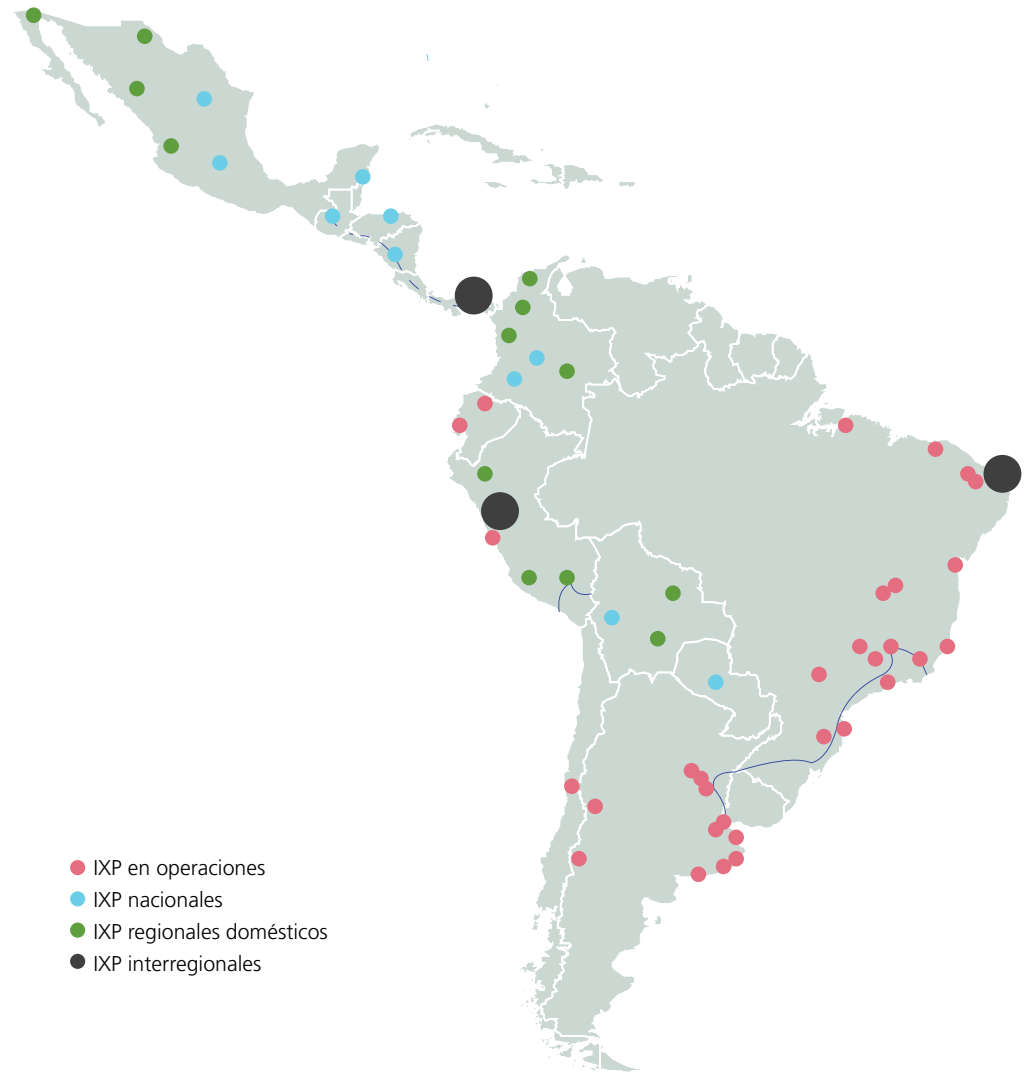 IXP en operaciones
IXP nacionales
IXP regionales domésticos
IXP interregionales